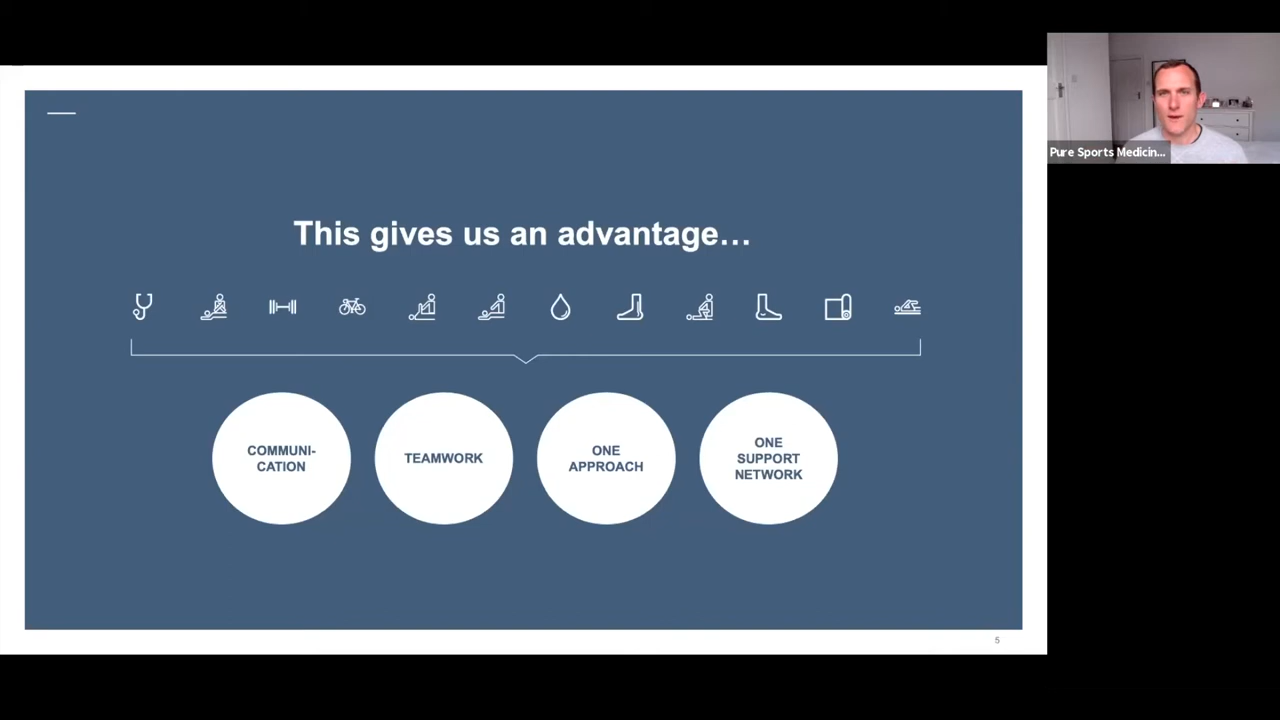 This gives us an advantage…
COMMUNI-
CATION
TEAMWORK
ONE
APPROACH
ONE
SUPPORT
NETWORK
5
Pure Sports Medicin...